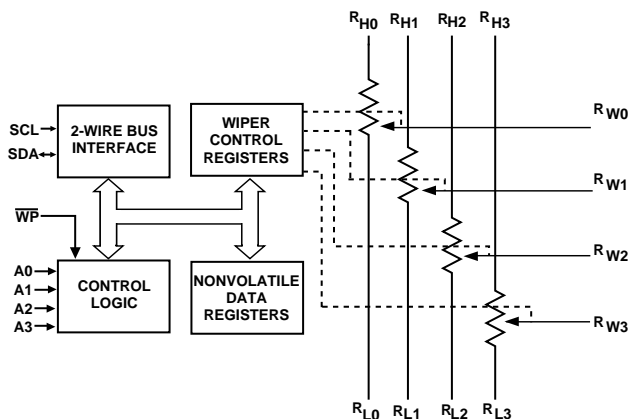 RH0 RH1 RH2 RH3
SCL
SDA
2-WIRE BUS
INTERFACE
WIPER
CONTROL
REGISTERS
RW0
RW1
WP
A0
A1
A2
A3
CONTROL
LOGIC
NONVOLATILE
DATA
REGISTERS
RW2
RW3
RL0 RL1 RL2 RL3